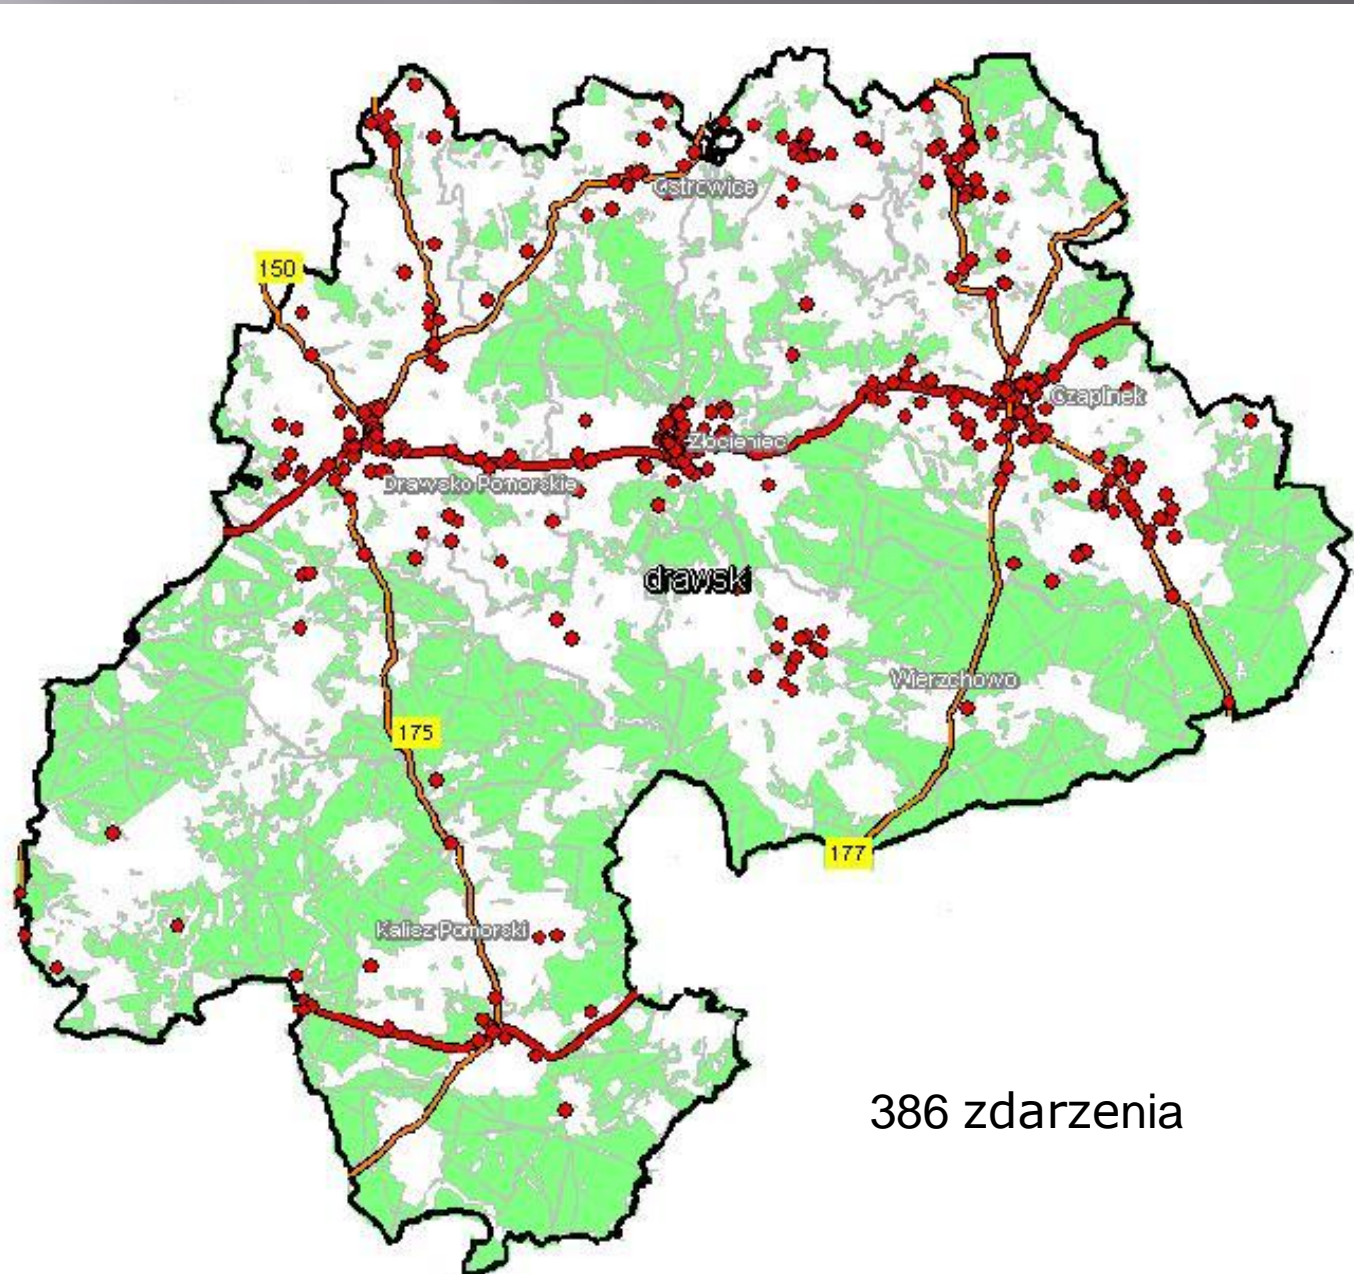 Ostrowice
150
Czaplinek
Złocieniec
Drawsko Pomorskie
drawski
Wierzchowo
175
177
Kalisz Pomorski
386 zdarzenia